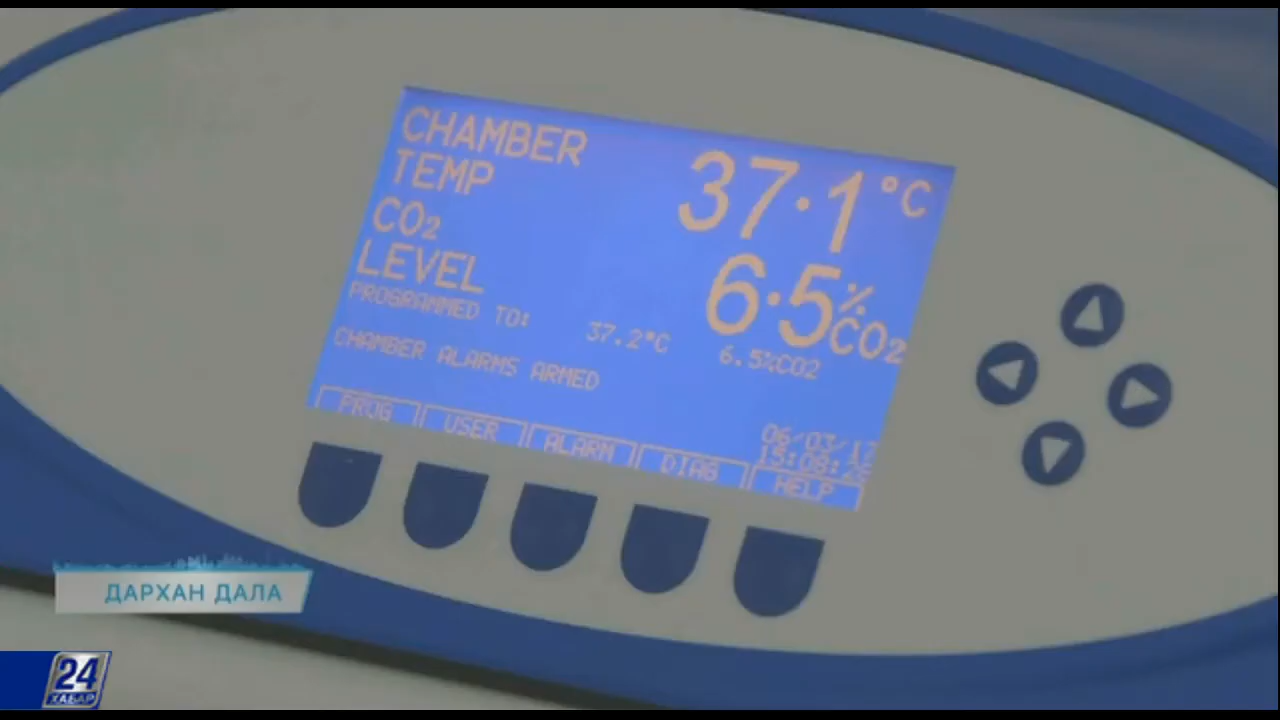 CHAMBER
TEMP
37.1 °C
CO₂
LEVEL
6.5% CO₂
PROGRAMMED TO: 37.2°C 6.5%CO2
CHAMBER ALARMS ARMED
PROG USER ALARM DIAG HELP
ДАРХАН ДАЛА
24
ХАБАР